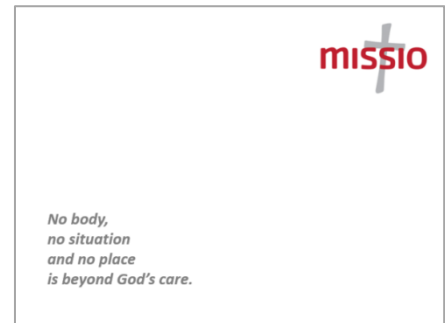 missio
No body,
no situation
and no place
is beyond God's care.